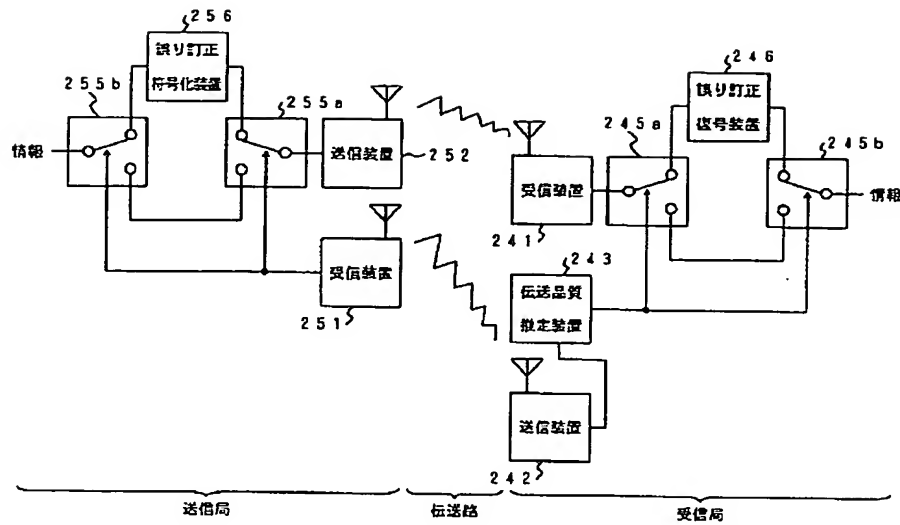 256
誤り訂正
符号化装置
255b
255a
情報
送信装置
252
受信装置
251
246
誤り訂正
復号装置
245a
245b
受信装置
241
情報
243
伝送品質
推定装置
送信装置
242
送信局
伝送路
受信局